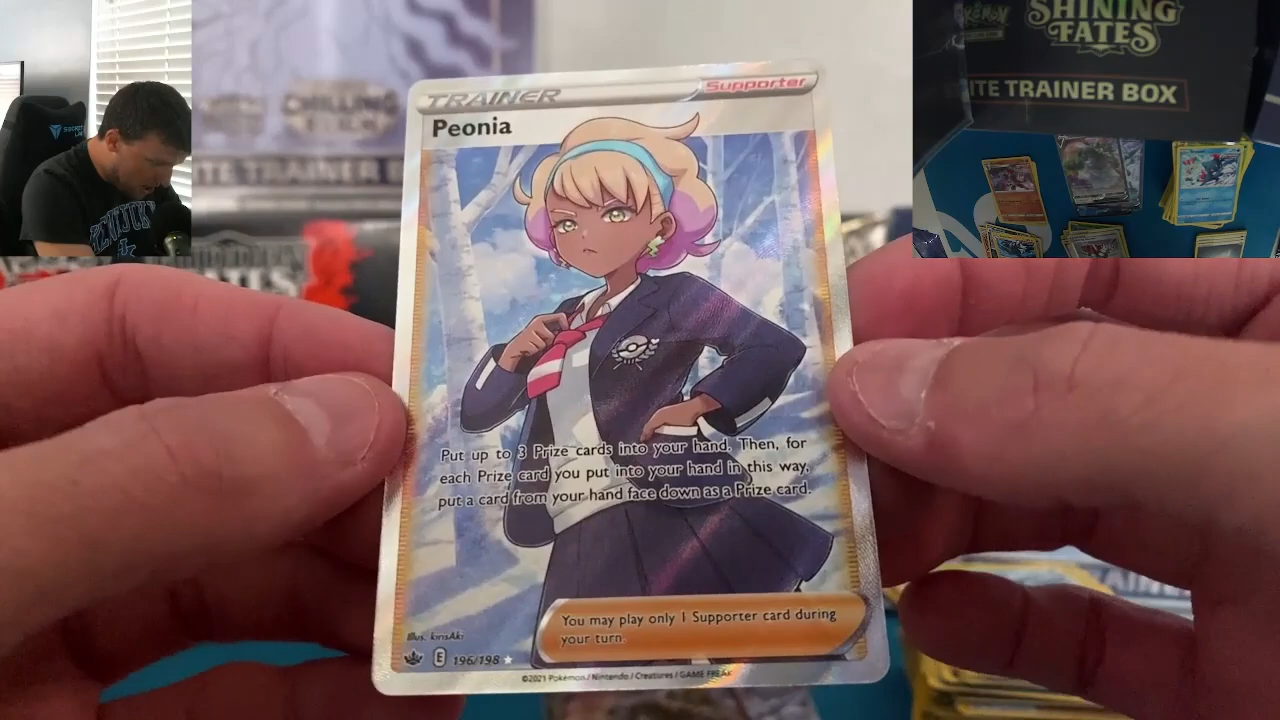 SHINING
FATES
ITE TRAINER BOX
CHILLING
ITE TRAINER
TRAINER
Supporter
Peonia
Put up to 3 Prize cards into your hand. Then, for
each Prize card you put into your hand in this way,
put a card from your hand face down as a Prize card.
You may play only 1 Supporter card during
your turn.
Illus. kirisAki
E 196/198
©2021 Pokémon / Nintendo / Creatures / GAME FREAK